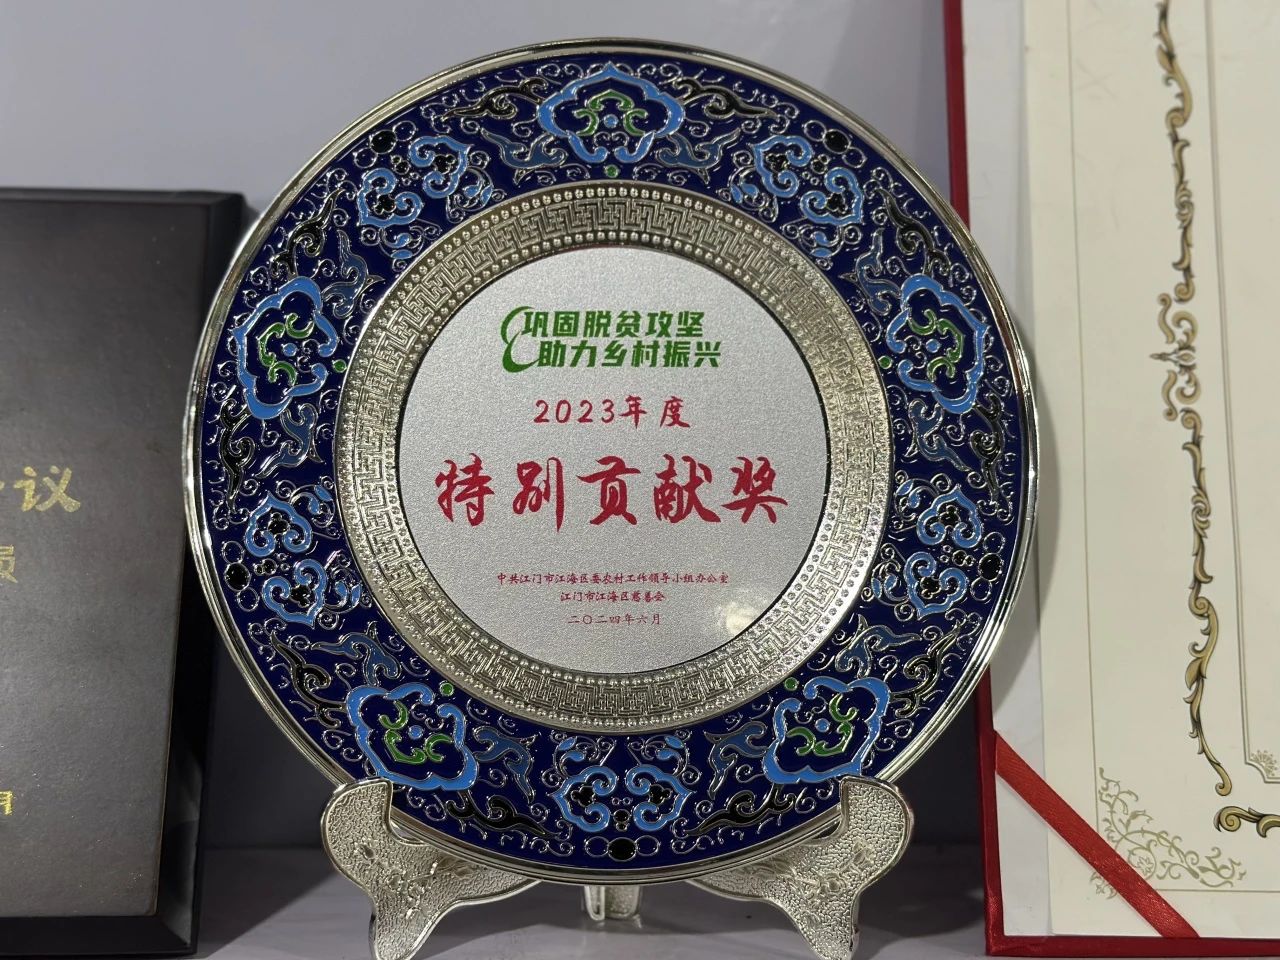 巩固脱贫攻坚
助力乡村振兴
2023年度
特别贡献奖
中共江门市江海区委农村工作领导小组办公室
江门市江海区慈善会
二〇二四年六月
议
员
月